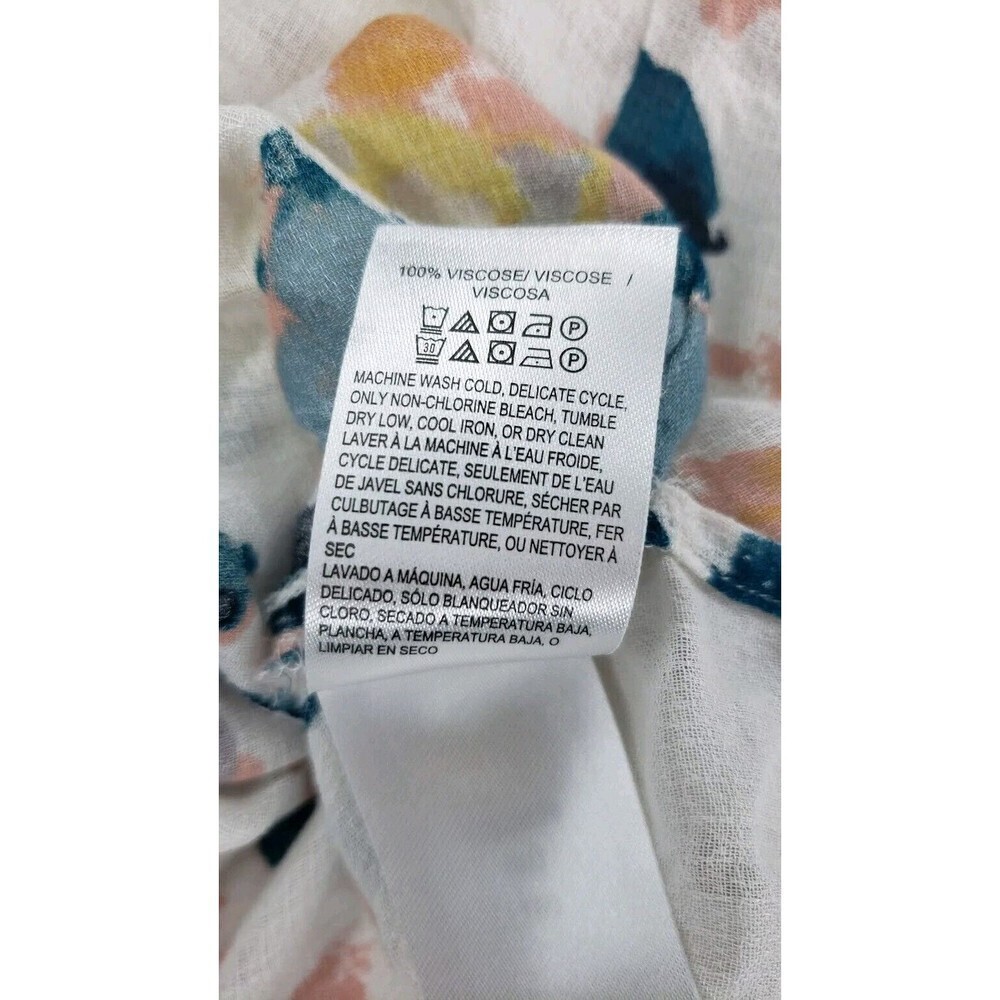 100% VISCOSE/ VISCOSE /
VISCOSA
P
30 P
MACHINE WASH COLD, DELICATE CYCLE,
ONLY NON-CHLORINE BLEACH, TUMBLE
DRY LOW, COOL IRON, OR DRY CLEAN
LAVER À LA MACHINE À L'EAU FROIDE,
CYCLE DELICATE, SEULEMENT DE L'EAU
DE JAVEL SANS CHLORURE, SÉCHER PAR
CULBUTAGE À BASSE TEMPÉRATURE, FER
À BASSE TEMPÉRATURE, OU NETTOYER À
SEC
LAVADO A MÁQUINA, AGUA FRÍA, CICLO
DELICADO, SÓLO BLANQUEADOR SIN
CLORO, SECADO A TEMPERATURA BAJA,
PLANCHA, A TEMPERATURA BAJA, O
LIMPIAR EN SECO